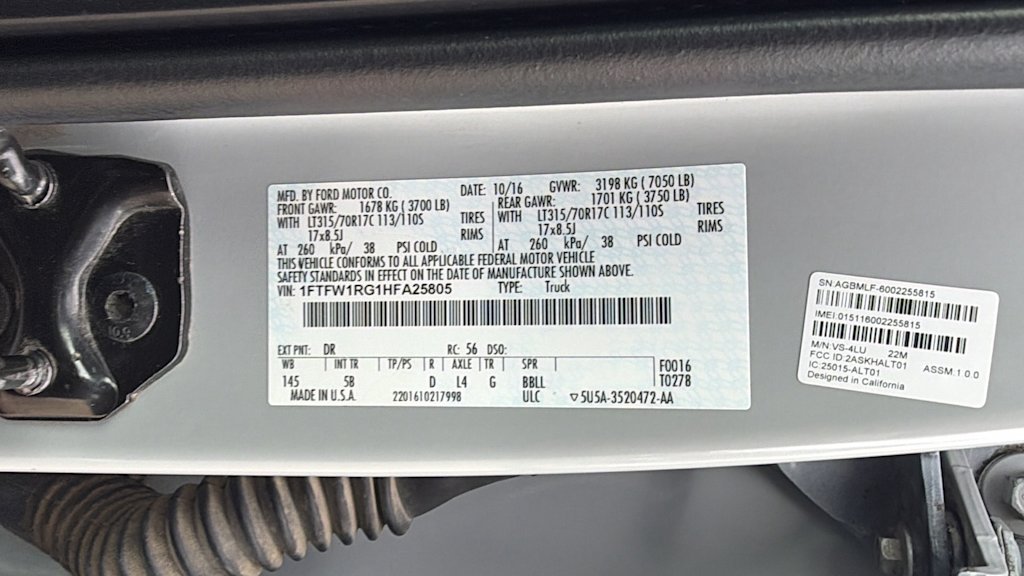 MFD. BY FORD MOTOR CO. DATE: 10/16 GVWR: 3198 KG ( 7050 LB)
FRONT GAWR: 1678 KG ( 3700 LB) REAR GAWR: 1701 KG ( 3750 LB)
WITH LT315/70R17C 113/110S TIRES WITH LT315/70R17C 113/110S TIRES
17x8.5J RIMS 17x8.5J RIMS
AT 260 kPa/ 38 PSI COLD AT 260 kPa/ 38 PSI COLD
THIS VEHICLE CONFORMS TO ALL APPLICABLE FEDERAL MOTOR VEHICLE
SAFETY STANDARDS IN EFFECT ON THE DATE OF MANUFACTURE SHOWN ABOVE.
VIN: 1FTFW1RG1HFA25805 TYPE: Truck
EXT PNT: DR RC: 56 DSO:
WB INT TR TP/PS R AXLE TR SPR F0016
145 5B D L4 G BBLL T0278
MADE IN U.S.A. 2201610217998 ULC ▽5U5A-3520472-AA
SN:AGBMLF-6002255815
IMEI:015116002255815
M/N:VS-4LU 22M
FCC ID:2ASKHALT01 ASSM:1.0.0
IC:25015-ALT01
Designed in California